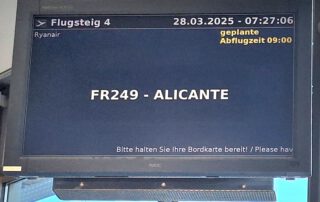 Flugsteig 4 28.03.2025 - 07:27:06
Ryanair geplante
Abflugzeit 09:00
FR249 - ALICANTE
Bitte halten Sie Ihre Bordkarte bereit! / Please hav